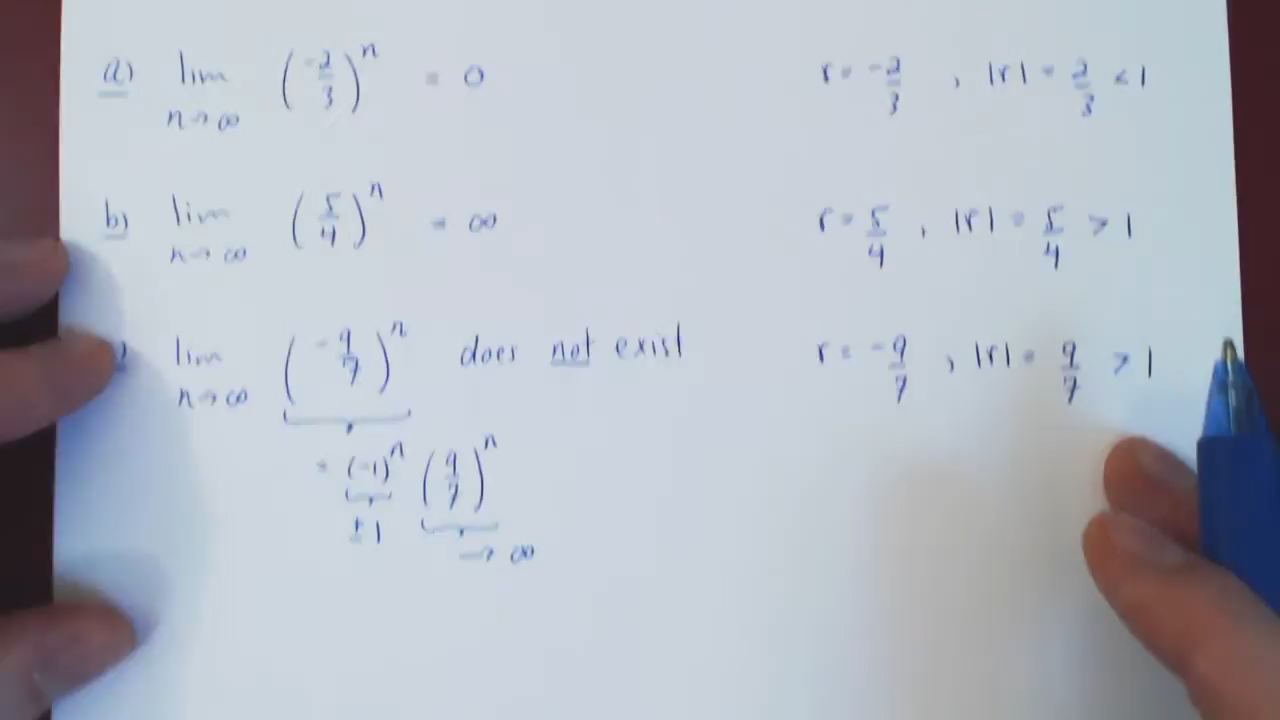 a) lim n→∞ (-2/3)^n = 0 r = -2/3 , |r| = 2/3 < 1
b) lim n→∞ (5/4)^n = ∞ r = 5/4 , |r| = 5/4 > 1
) lim n→∞ (-9/7)^n does not exist r = -9/7 , |r| = 9/7 > 1
= (-1)^n (9/7)^n
±1 → ∞